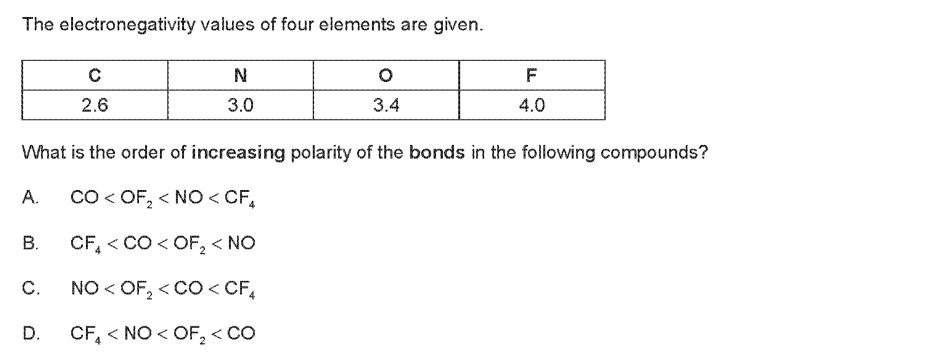 The electronegativity values of four elements are given.
C N O F
2.6 3.0 3.4 4.0
What is the order of increasing polarity of the bonds in the following compounds?
A. CO < OF₂ < NO < CF₄
B. CF₄ < CO < OF₂ < NO
C. NO < OF₂ < CO < CF₄
D. CF₄ < NO < OF₂ < CO